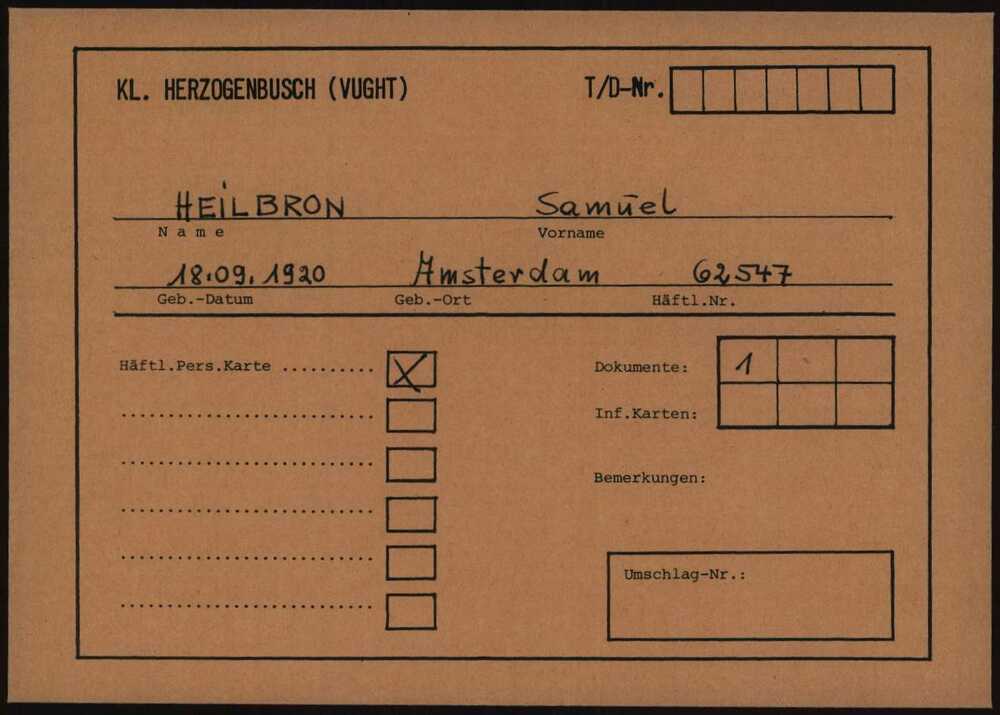 KL. HERZOGENBUSCH (VUGHT) T/D-Nr.
HEILBRON Samuel
Name Vorname
18.09.1920 Amsterdam 62547
Geb.-Datum Geb.-Ort Häftl.Nr.
Häftl.Pers.Karte .......... X Dokumente: 1
Inf.Karten:
Bemerkungen:
Umschlag-Nr.: